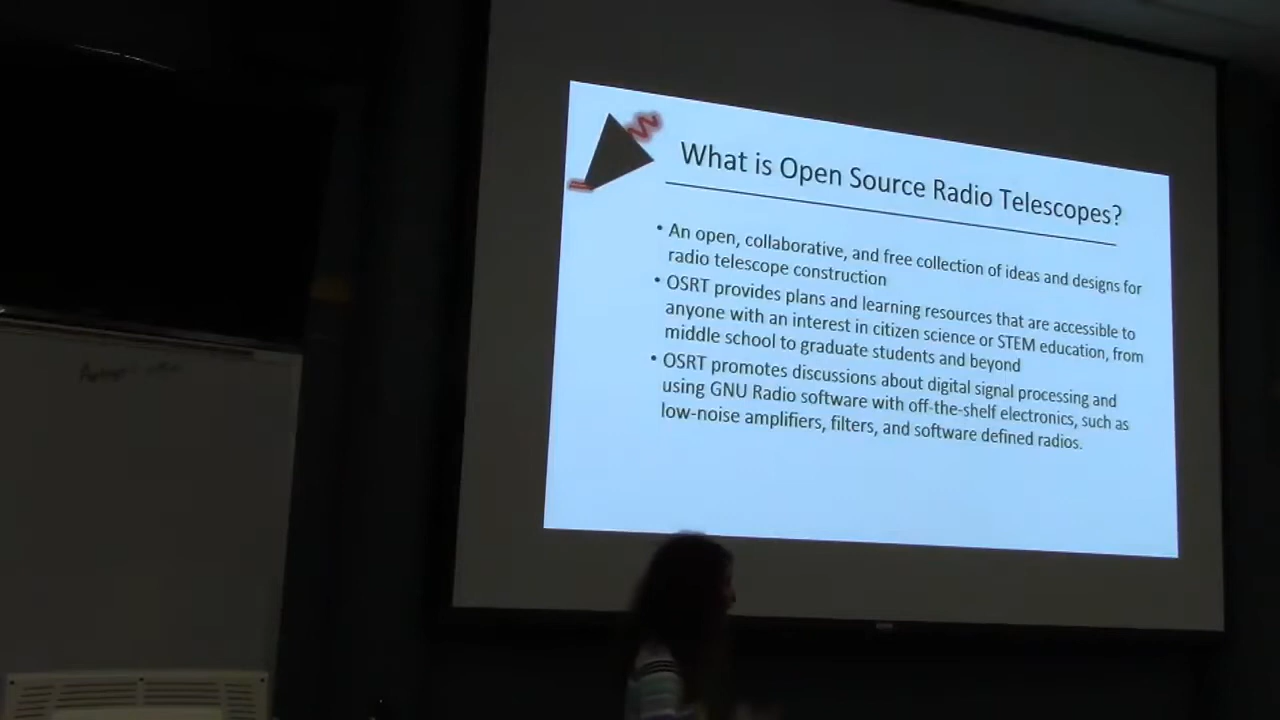 What is Open Source Radio Telescopes?
• An open, collaborative, and free collection of ideas and designs for
radio telescope construction
• OSRT provides plans and learning resources that are accessible to
anyone with an interest in citizen science or STEM education, from
middle school to graduate students and beyond
• OSRT promotes discussions about digital signal processing and
using GNU Radio software with off-the-shelf electronics, such as
low-noise amplifiers, filters, and software defined radios.